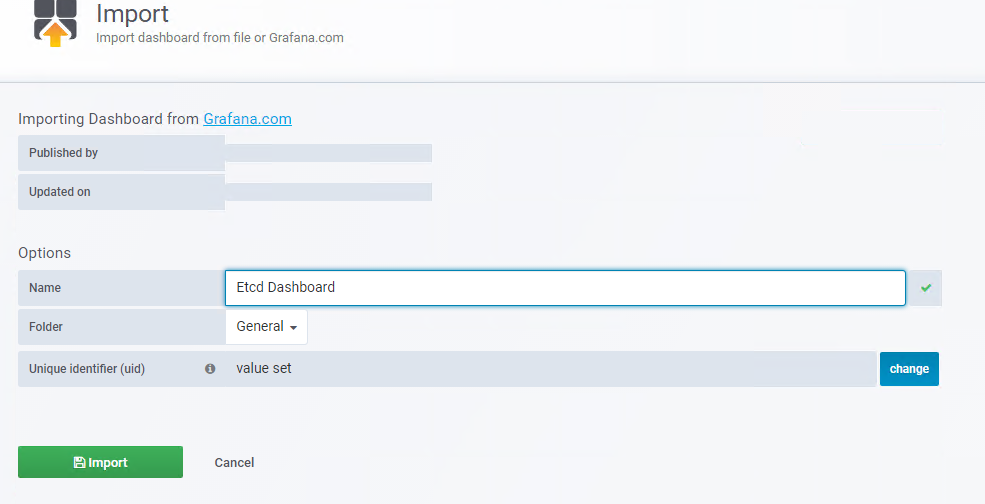 Import
Import dashboard from file or Grafana.com
Importing Dashboard from Grafana.com
Published by
Updated on
Options
Name Etcd Dashboard
Folder General
Unique identifier (uid) value set change
Import Cancel